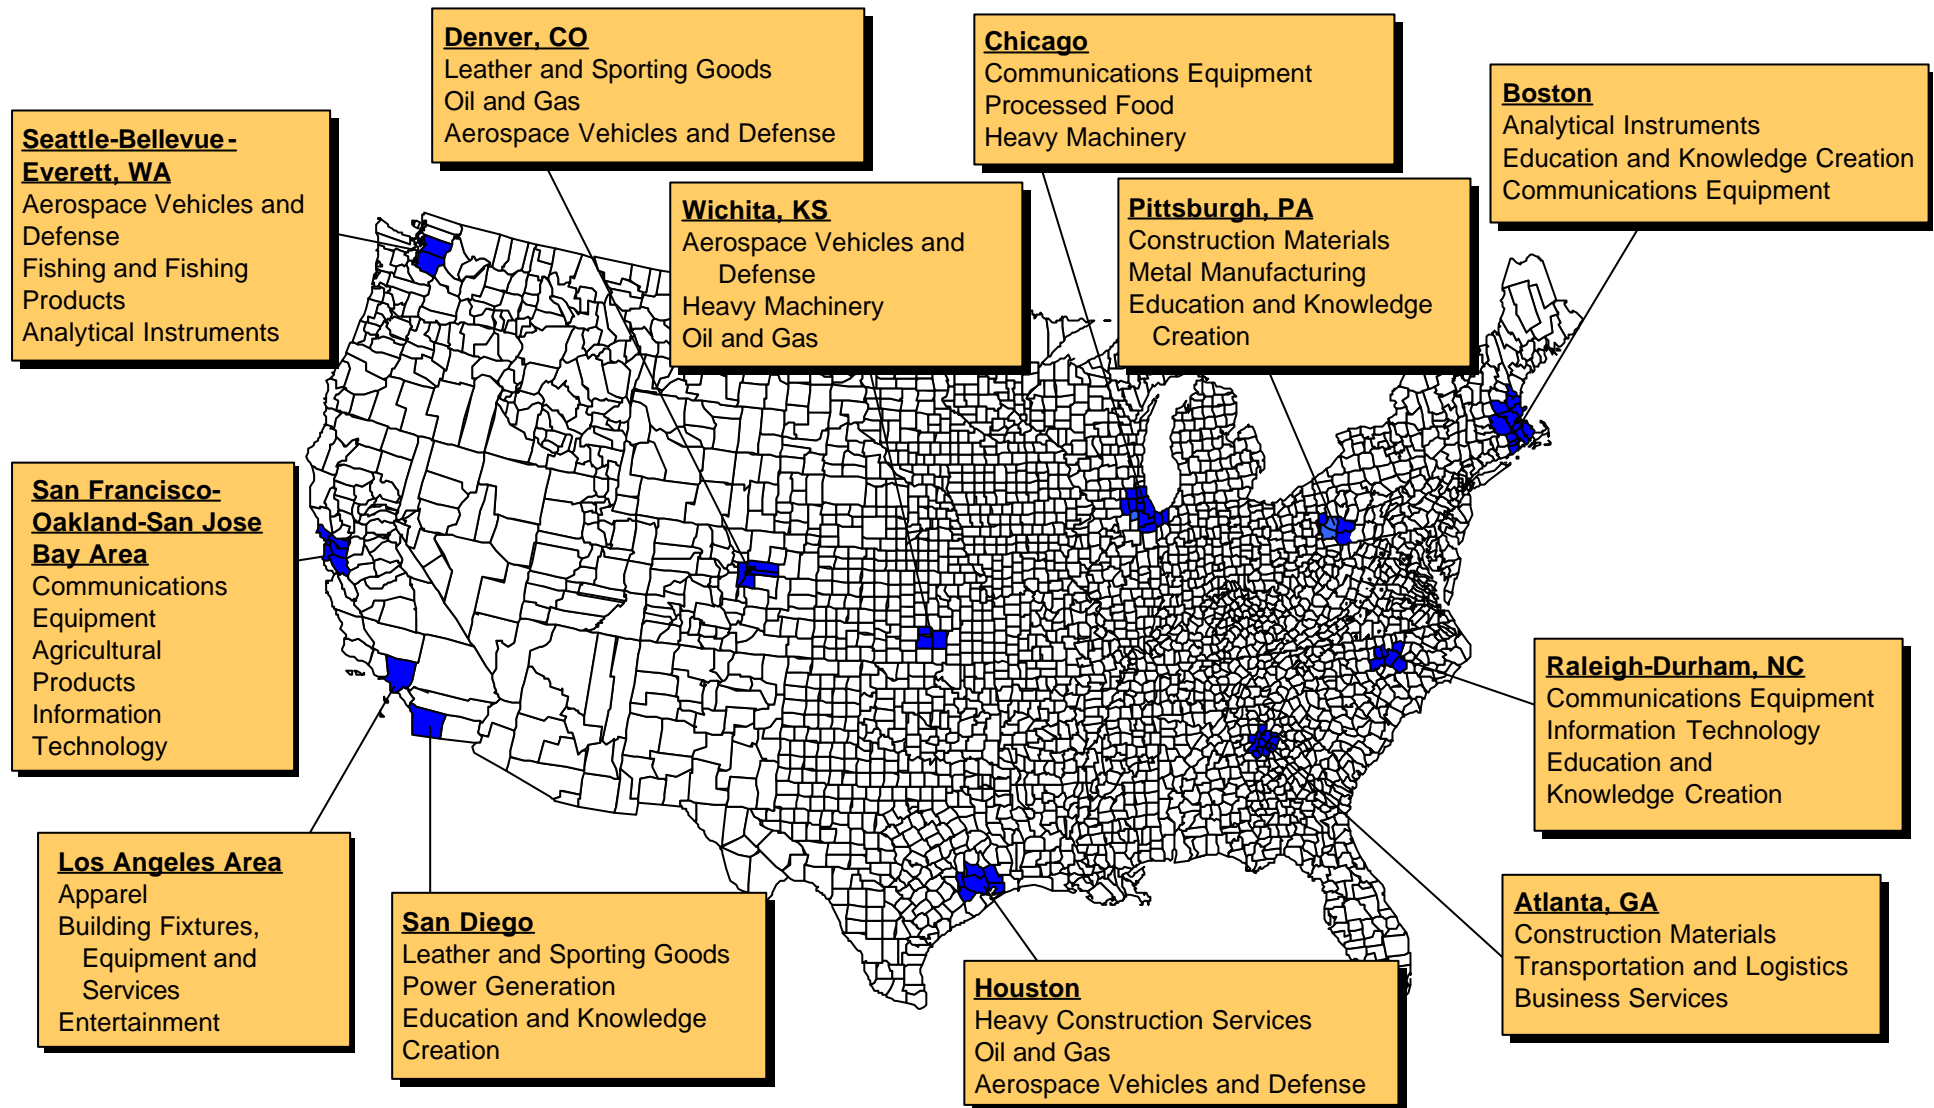 Denver, CO
Leather and Sporting Goods
Oil and Gas
Aerospace Vehicles and Defense
Chicago
Communications Equipment
Processed Food
Heavy Machinery
Boston
Analytical Instruments
Education and Knowledge Creation
Communications Equipment
Seattle-Bellevue-
Everett, WA
Aerospace Vehicles and
Defense
Fishing and Fishing
Products
Analytical Instruments
Wichita, KS
Aerospace Vehicles and
Defense
Heavy Machinery
Oil and Gas
Pittsburgh, PA
Construction Materials
Metal Manufacturing
Education and Knowledge
Creation
San Francisco-
Oakland-San Jose
Bay Area
Communications
Equipment
Agricultural
Products
Information
Technology
Raleigh-Durham, NC
Communications Equipment
Information Technology
Education and
Knowledge Creation
Los Angeles Area
Apparel
Building Fixtures,
Equipment and
Services
Entertainment
San Diego
Leather and Sporting Goods
Power Generation
Education and Knowledge
Creation
Houston
Heavy Construction Services
Oil and Gas
Aerospace Vehicles and Defense
Atlanta, GA
Construction Materials
Transportation and Logistics
Business Services